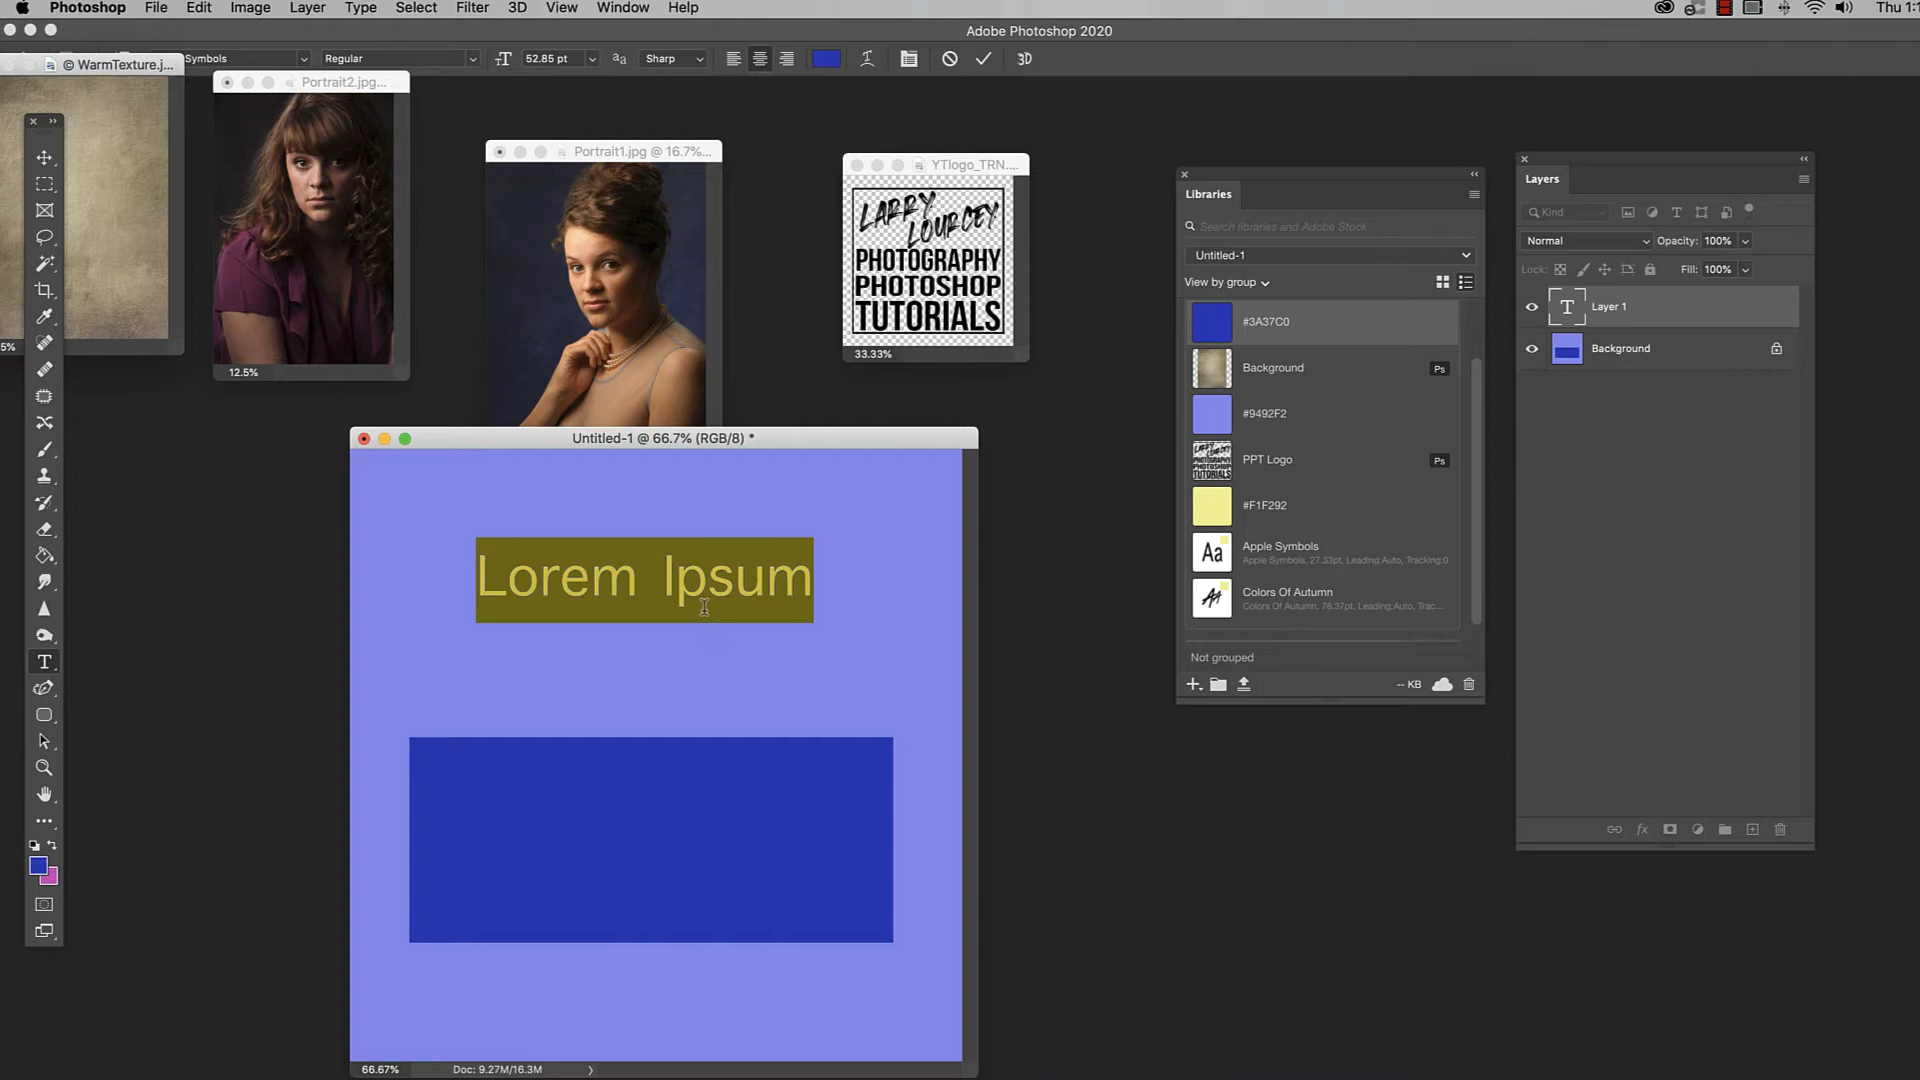 Photoshop File Edit Image Layer Type Select Filter 3D View Window Help
Adobe Photoshop 2020
Symbols Regular 52.85 pt Sharp 3D
© WarmTexture.j...
Portrait2.jpg...
12.5%
Portrait1.jpg @ 16.7%...
YTlogo_TRN....
LARRY
LOURCEY
PHOTOGRAPHY
PHOTOSHOP
TUTORIALS
33.33%
5%
Untitled-1 @ 66.7% (RGB/8) *
Lorem Ipsum
66.67% Doc: 9.27M/16.3M
Libraries
Search libraries and Adobe Stock
Untitled-1
View by group
#3A37C0
Background Ps
#9492F2
PPT Logo Ps
#F1F292
Aa Apple Symbols
Apple Symbols, 27.33pt, Leading:Auto, Tracking:0
Colors Of Autumn
Colors Of Autumn, 76.37pt, Leading:Auto, Trac...
Not grouped
-- KB
Layers
Kind
Normal Opacity: 100%
Lock: Fill: 100%
T Layer 1
Background